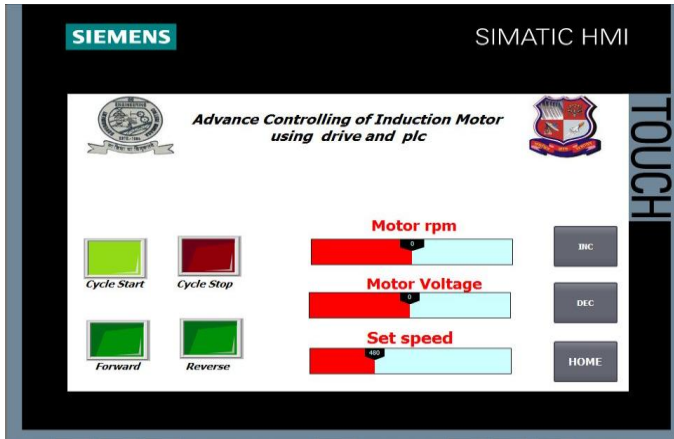 SIEMENS
SIMATIC HMI
TOUCH
Advance Controlling of Induction Motor
using drive and plc
Motor rpm
0
INC
Cycle Start
Cycle Stop
Motor Voltage
0
DEC
Set speed
480
HOME
Forward
Reverse